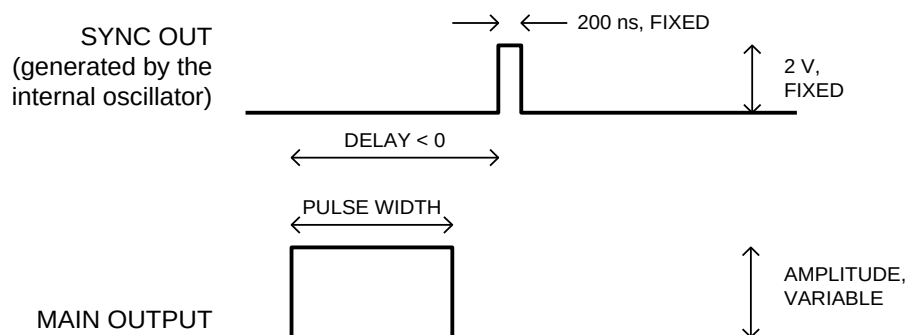 200 ns, FIXED
SYNC OUT
(generated by the
internal oscillator)
2 V,
FIXED
DELAY < 0
PULSE WIDTH
AMPLITUDE,
VARIABLE
MAIN OUTPUT